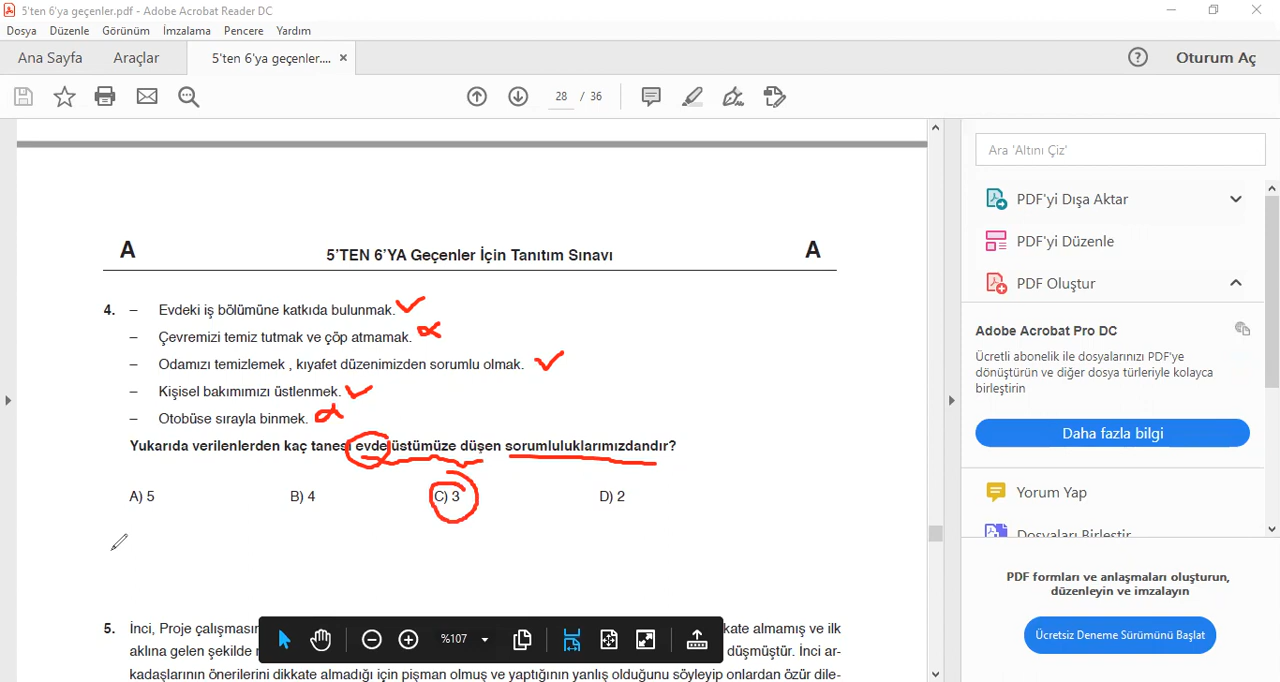 5'ten 6'ya geçenler.pdf - Adobe Acrobat Reader DC
Dosya Düzenle Görünüm İmzalama Pencere Yardım
Ana Sayfa Araçlar 5'ten 6'ya geçenler.... × ? Oturum Aç
28 / 36
Ara 'Altını Çiz'
PDF'yi Dışa Aktar
PDF'yi Düzenle
PDF Oluştur
Adobe Acrobat Pro DC
Ücretli abonelik ile dosyalarınızı PDF'ye
dönüştürün ve diğer dosya türleriyle kolayca
birleştirin
Daha fazla bilgi
Yorum Yap
Dosyaları Birleştir
PDF formları ve anlaşmaları oluşturun,
düzenleyin ve imzalayın
Ücretsiz Deneme Sürümünü Başlat
A 5'TEN 6'YA Geçenler İçin Tanıtım Sınavı A
4. – Evdeki iş bölümüne katkıda bulunmak.
– Çevremizi temiz tutmak ve çöp atmamak.
– Odamızı temizlemek , kıyafet düzenimizden sorumlu olmak.
– Kişisel bakımımızı üstlenmek.
– Otobüse sırayla binmek.
Yukarıda verilenlerden kaç tanesi evde üstümüze düşen sorumluluklarımızdandır?
A) 5 B) 4 C) 3 D) 2
5. İnci, Proje çalışmasın kate almamış ve ilk
aklına gelen şekilde düşmüştür. İnci ar-
kadaşlarının önerilerini dikkate almadığı için pişman olmuş ve yaptığının yanlış olduğunu söyleyip onlardan özür dile-
%107